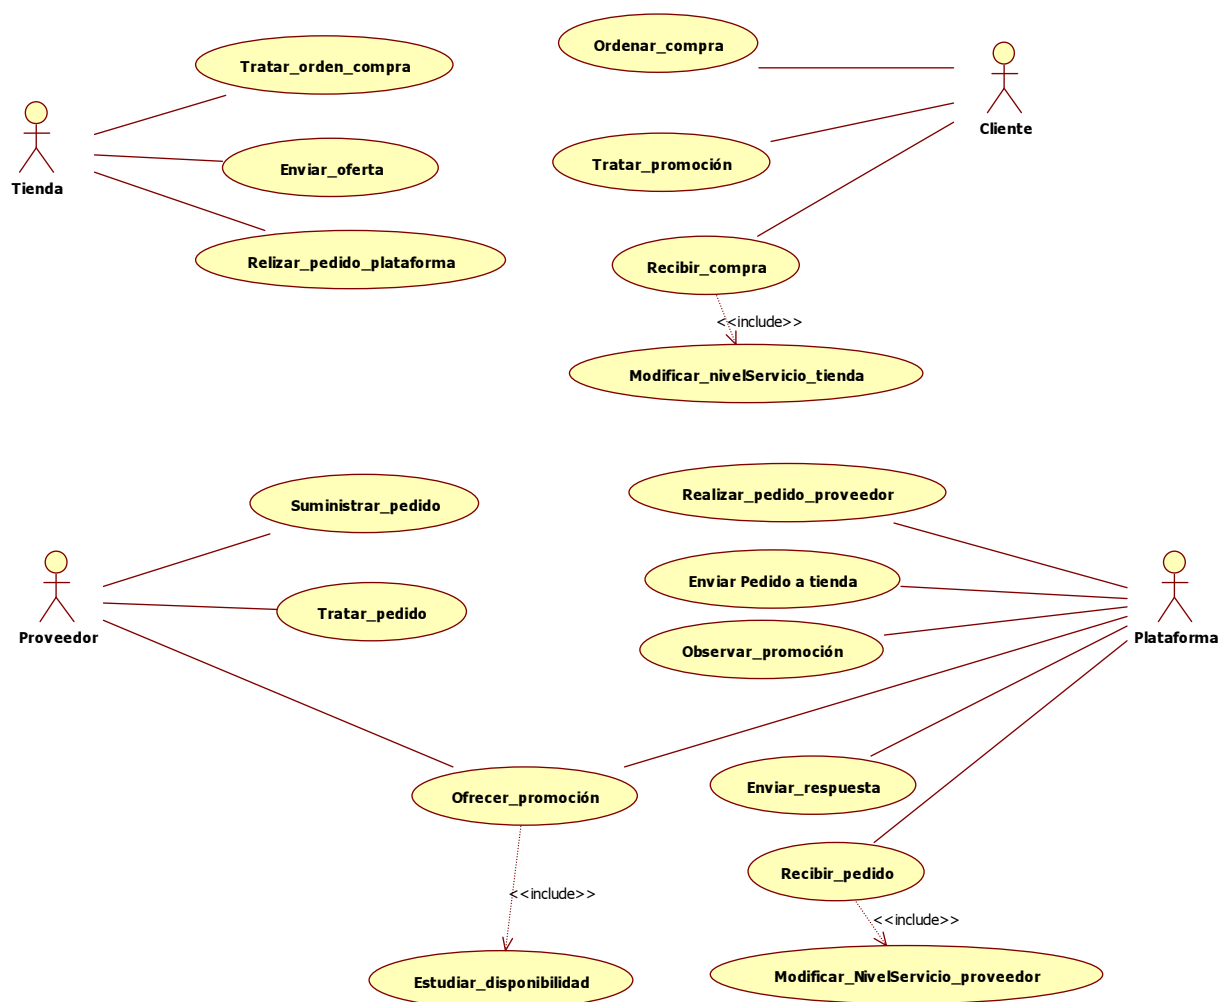 Ordenar_compra
Tratar_orden_compra
Cliente
Tratar_promoción
Enviar_oferta
Tienda
Relizar_pedido_plataforma
Recibir_compra
<<include>>
Modificar_nivelServicio_tienda
Realizar_pedido_proveedor
Suministrar_pedido
Enviar Pedido a tienda
Tratar_pedido
Proveedor
Plataforma
Observar_promoción
Enviar_respuesta
Ofrecer_promoción
Recibir_pedido
<<include>>
<<include>>
Modificar_NivelServicio_proveedor
Estudiar_disponibilidad